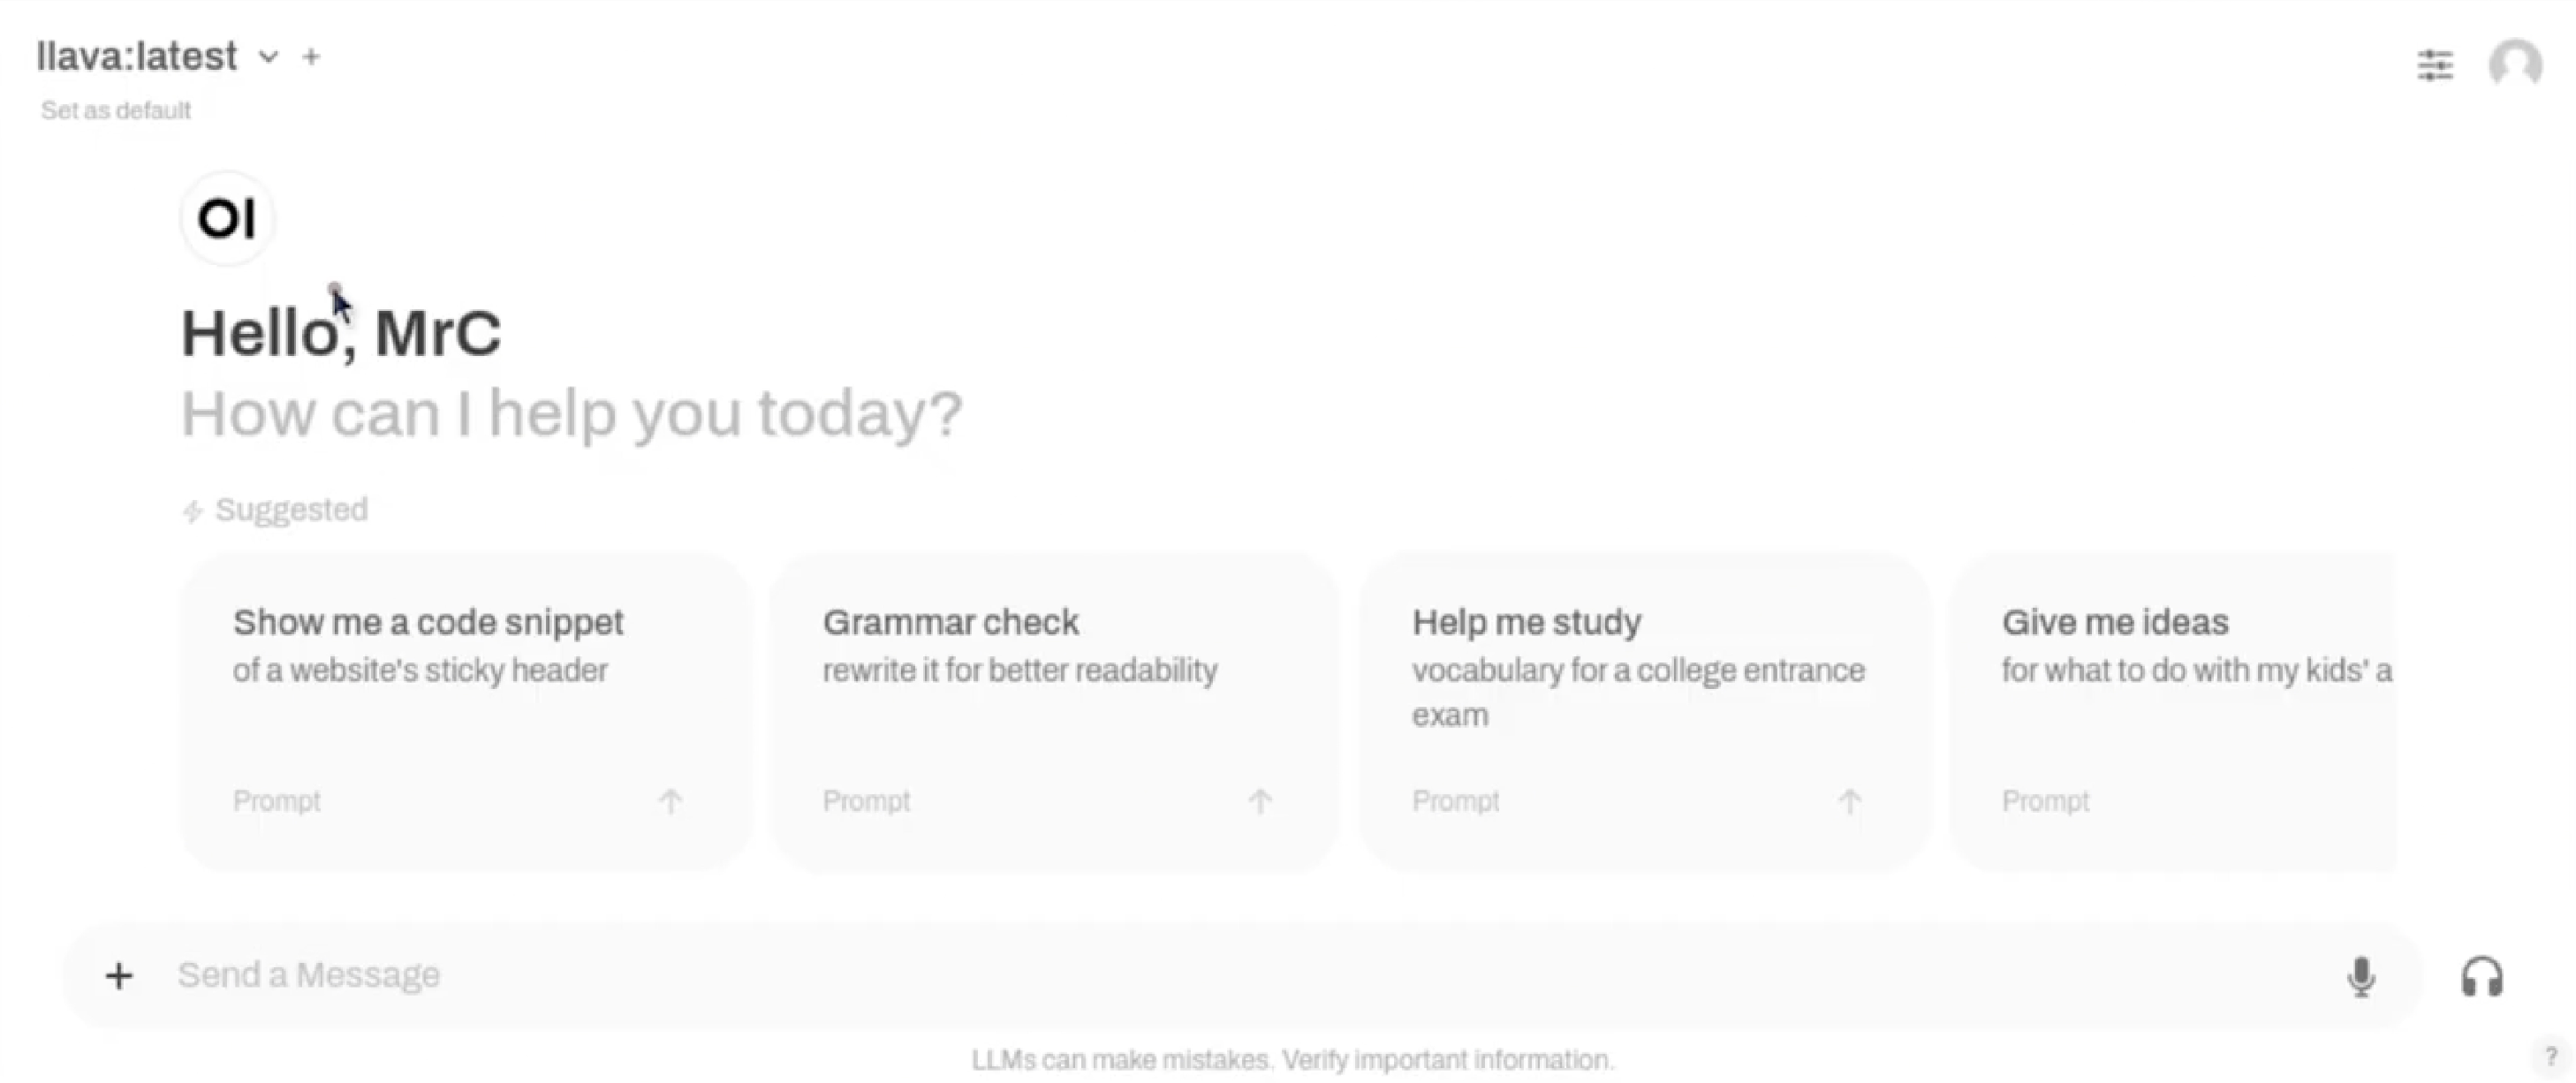 llava:latest
Set as default
OI
Hello, MrC
How can I help you today?
Suggested
Show me a code snippet
of a website's sticky header
Prompt
Grammar check
rewrite it for better readability
Prompt
Help me study
vocabulary for a college entrance
exam
Prompt
Give me ideas
for what to do with my kids' a
Prompt
Send a Message
LLMs can make mistakes. Verify important information.
?